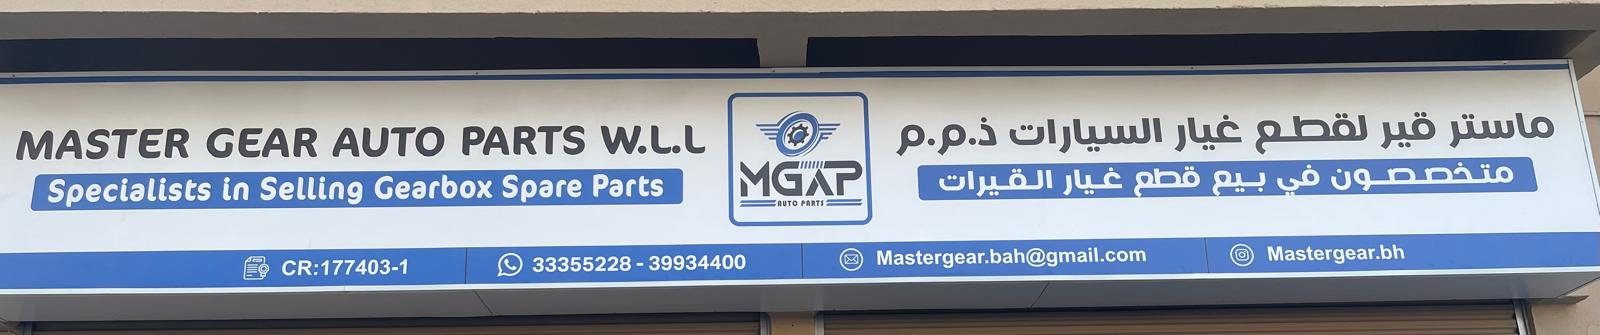 MASTER GEAR AUTO PARTS W.L.L
Specialists in Selling Gearbox Spare Parts
MGAP
AUTO PARTS
ماستر قير لقطع غيار السيارات ذ.م.م
متخصصون في بيع قطع غيار القيرات
CR:177403-1
33355228 - 39934400
Mastergear.bah@gmail.com
Mastergear.bh